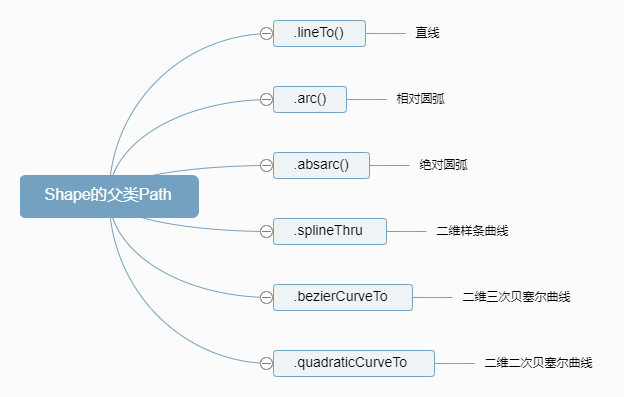 .lineTo() 直线
.arc() 相对圆弧
.absarc() 绝对圆弧
Shape的父类Path
.splineThru 二维样条曲线
.bezierCurveTo 二维三次贝塞尔曲线
.quadraticCurveTo 二维二次贝塞尔曲线